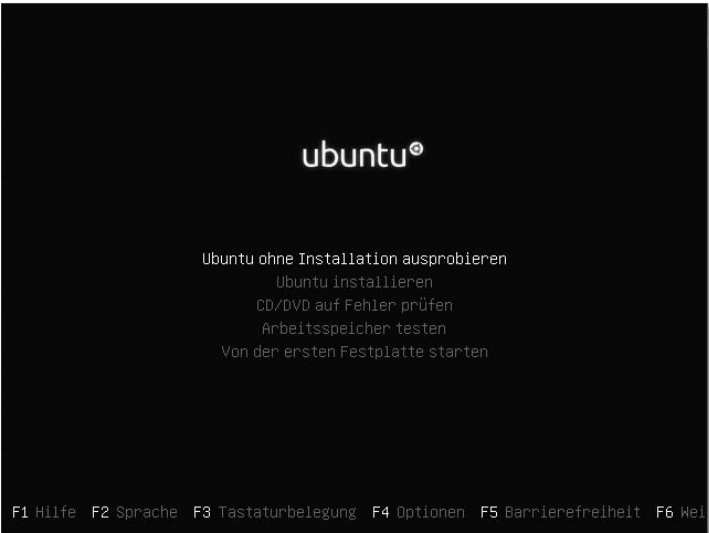 ubuntu
Ubuntu ohne Installation ausprobieren
Ubuntu installieren
CD/DVD auf Fehler prüfen
Arbeitsspeicher testen
Von der ersten Festplatte starten
F1 Hilfe F2 Sprache F3 Tastaturbelegung F4 Optionen F5 Barrierefreiheit F6 Wei